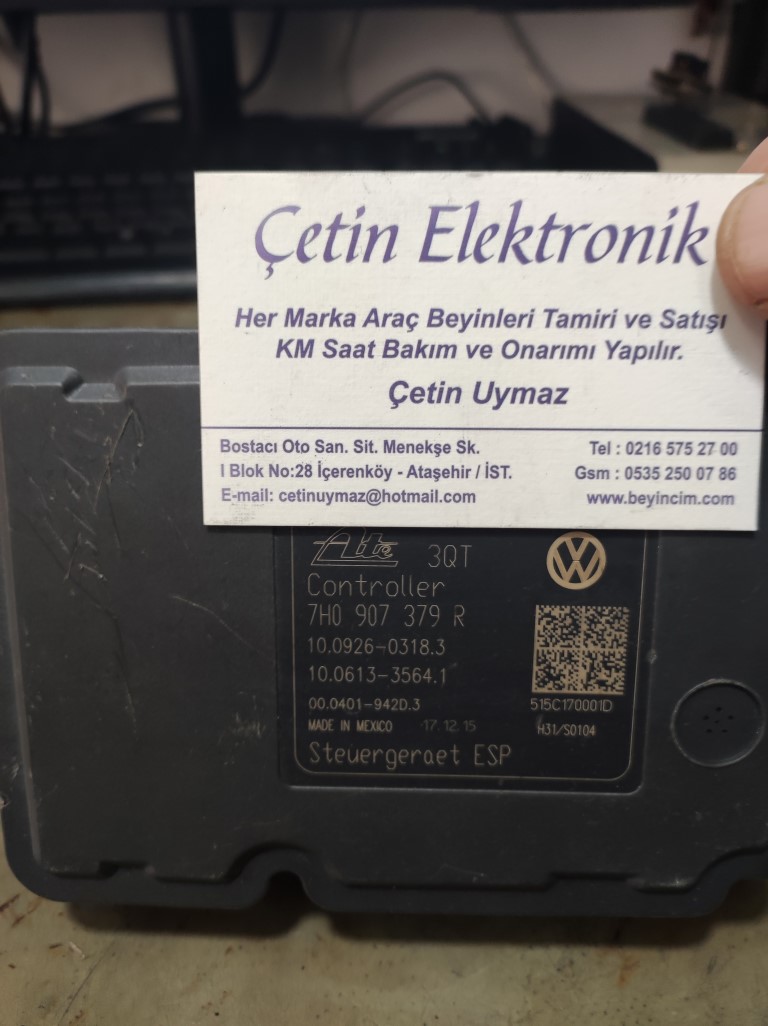 Çetin Elektronik
Her Marka Araç Beyinleri Tamiri ve Satışı
KM Saat Bakım ve Onarımı Yapılır.
Çetin Uymaz
Bostacı Oto San. Sit. Menekşe Sk.
I Blok No:28 İçerenköy - Ataşehir / İST.
E-mail: cetinuymaz@hotmail.com
Tel : 0216 575 27 00
Gsm : 0535 250 07 86
www.beyincim.com
Ate 3QT
Controller
7H0 907 379 R
10.0926-0318.3
10.0613-3564.1
00.0401-942D.3
515C170001D
MADE IN MEXICO 17.12.15
H31/S0104
Steuergeraet ESP